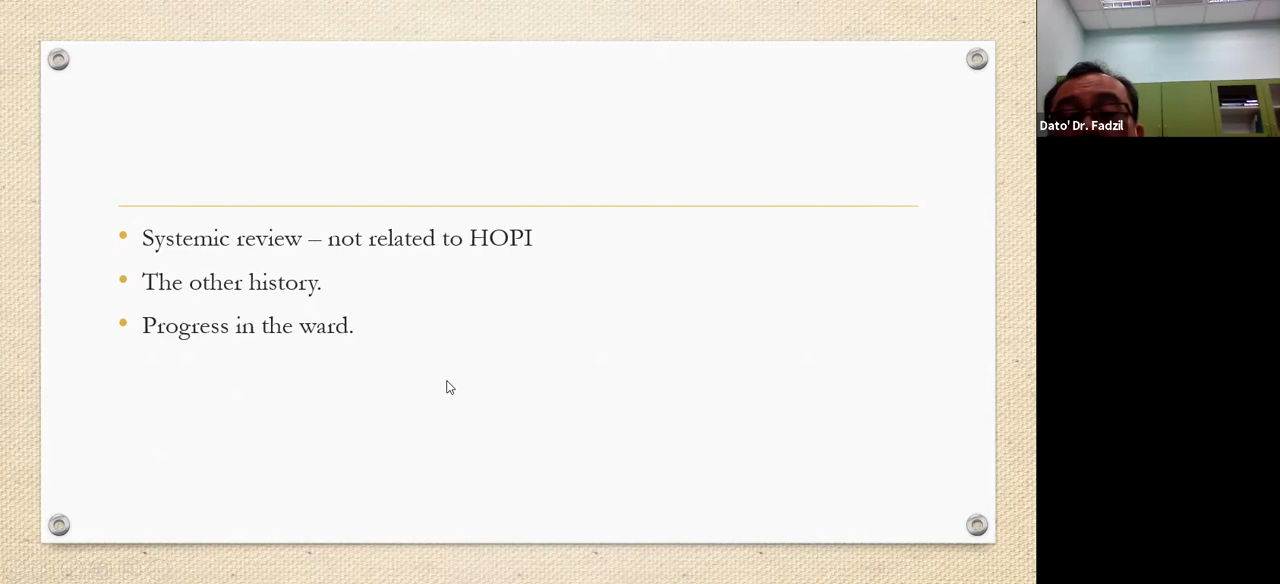 Systemic review – not related to HOPI
The other history.
Progress in the ward.
Dato' Dr. Fadzil